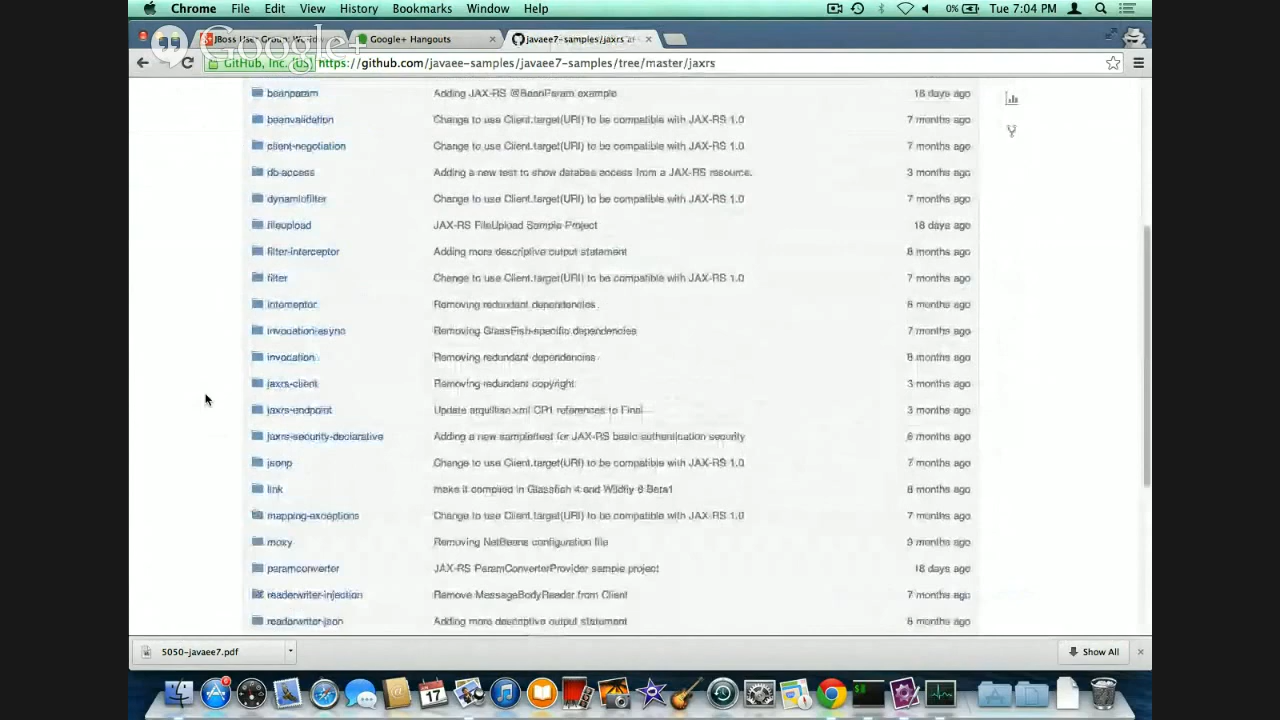 Chrome File Edit View History Bookmarks Window Help 0% Tue 7:04 PM
JBoss User Group: Google+ Hangouts javaee7-samples/jaxrs at
Google+
GitHub, Inc. [US] https://github.com/javaee-samples/javaee7-samples/tree/master/jaxrs
beanparam Adding JAX-RS @BeanParam example 18 days ago
beanvalidation Change to use Client.target(URI) to be compatible with JAX-RS 1.0 7 months ago
client-negotiation Change to use Client.target(URI) to be compatible with JAX-RS 1.0 7 months ago
db-access Adding a new test to show databse access from a JAX-RS resource. 3 months ago
dynamicfilter Change to use Client.target(URI) to be compatible with JAX-RS 1.0 7 months ago
fileupload JAX-RS FileUpload Sample Project 18 days ago
filter-interceptor Adding more descriptive output statement 8 months ago
filter Change to use Client.target(URI) to be compatible with JAX-RS 1.0 7 months ago
interceptor Removing redundant dependencies. 8 months ago
invocation-async Removing GlassFish-specific dependencies 7 months ago
invocation Removing redundant dependencies. 8 months ago
jaxrs-client Removing redundant copyright 3 months ago
jaxrs-endpoint Update arquillian.xml CP1 references to Final 3 months ago
jaxrs-security-declarative Adding a new sample/test for JAX-RS basic authentication security 6 months ago
jsonp Change to use Client.target(URI) to be compatible with JAX-RS 1.0 7 months ago
link make it compiled in Glassfish 4 and Wildfly 8 Beta1 8 months ago
mapping-exceptions Change to use Client.target(URI) to be compatible with JAX-RS 1.0 7 months ago
moxy Removing NetBeans configuration file 9 months ago
paramconverter JAX-RS ParamConverterProvider sample project 18 days ago
readerwriter-injection Remove MessageBodyReader from Client 7 months ago
readerwriter-json Adding more descriptive output statement 8 months ago
5050-javaee7.pdf Show All
17